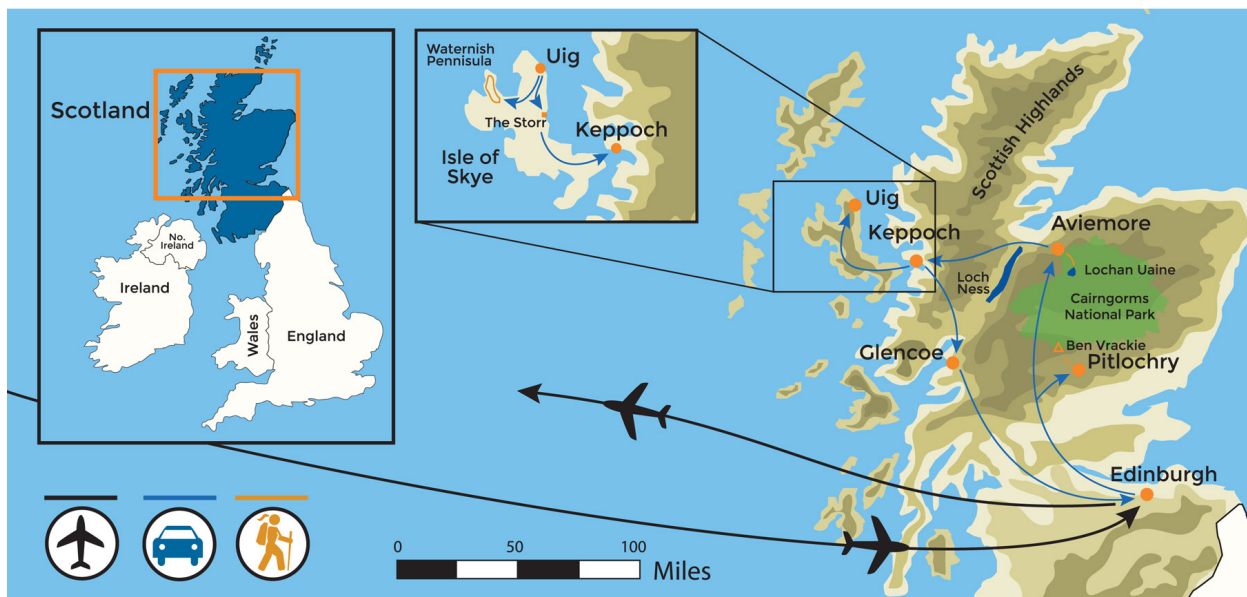 Scotland
No.
Ireland
Ireland
Wales
England
Waternish
Pennisula
Uig
The Storr
Keppoch
Isle of
Skye
Scottish Highlands
Uig
Keppoch
Aviemore
Loch
Ness
Lochan Uaine
Cairngorms
National Park
Ben Vrackie
Glencoe
Pitlochry
Edinburgh
0
50
100
Miles